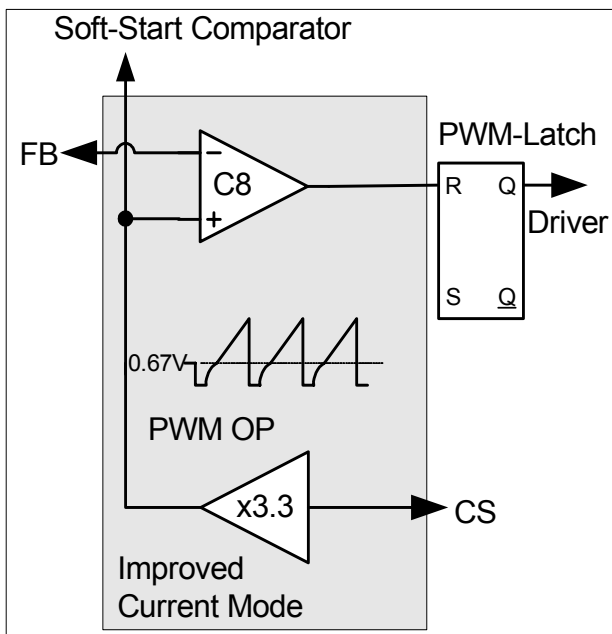 Soft-Start Comparator
FB
PWM-Latch
−
C8
+
R Q
Driver
S Q
0.67V
PWM OP
x3.3
CS
Improved
Current Mode